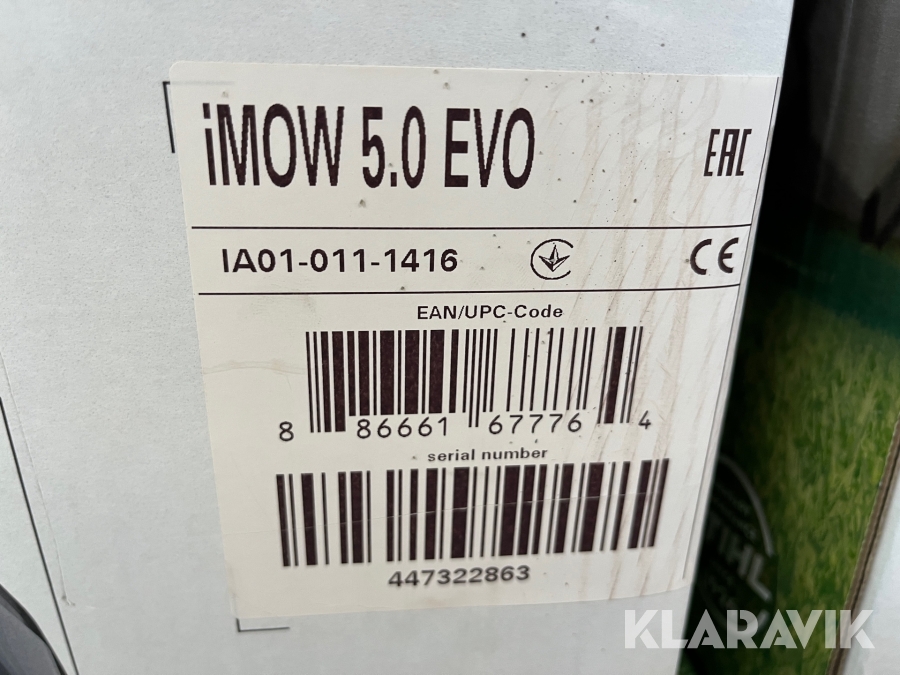 iMOW 5.0 EVO
EAC
IA01-011-1416
CE
EAN/UPC-Code
8 86661 67776 4
serial number
447322863
KLARAVIK